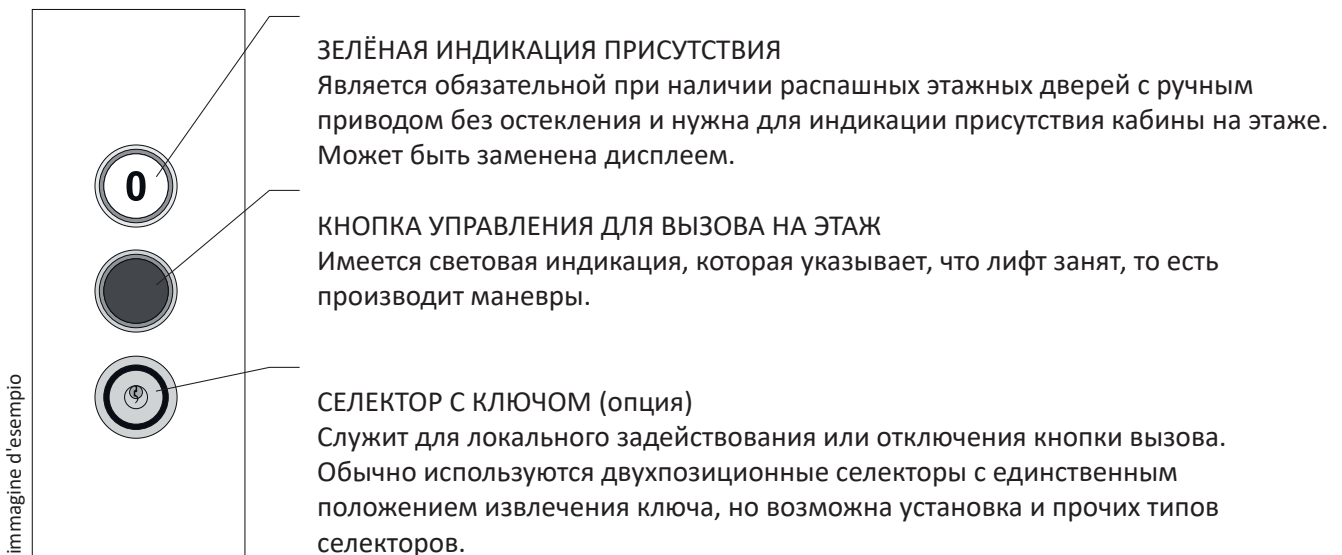 ЗЕЛЁНАЯ ИНДИКАЦИЯ ПРИСУТСТВИЯ
Является обязательной при наличии распашных этажных дверей с ручным
приводом без остекления и нужна для индикации присутствия кабины на этаже.
Может быть заменена дисплеем.
0
КНОПКА УПРАВЛЕНИЯ ДЛЯ ВЫЗОВА НА ЭТАЖ
Имеется световая индикация, которая указывает, что лифт занят, то есть
производит маневры.
СЕЛЕКТОР С КЛЮЧОМ (опция)
Служит для локального задействования или отключения кнопки вызова.
Обычно используются двухпозиционные селекторы с единственным
положением извлечения ключа, но возможна установка и прочих типов
селекторов.
immagine d'esempio